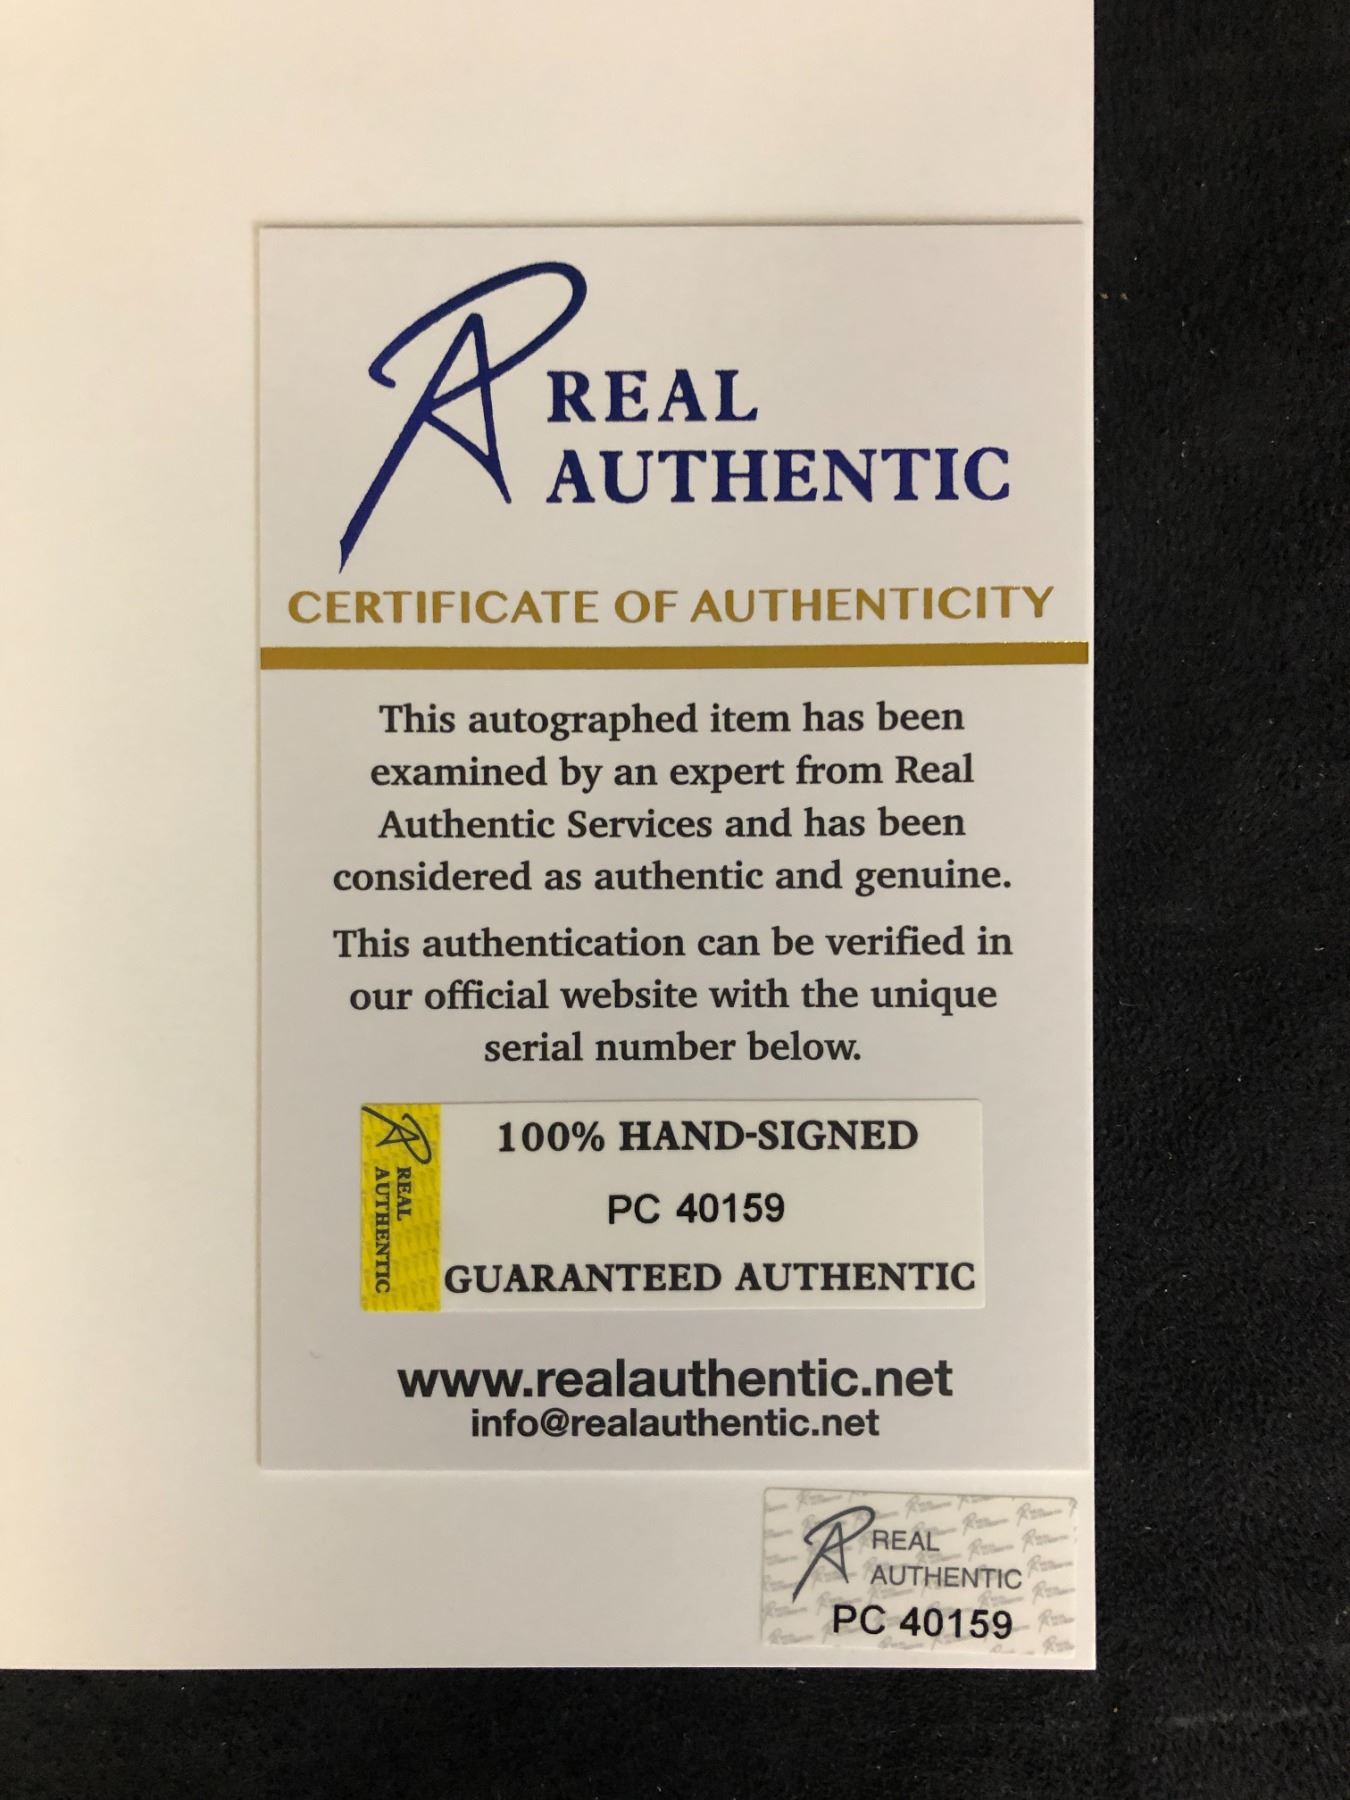 REAL
AUTHENTIC
CERTIFICATE OF AUTHENTICITY
This autographed item has been
examined by an expert from Real
Authentic Services and has been
considered as authentic and genuine.
This authentication can be verified in
our official website with the unique
serial number below.
REAL
AUTHENTIC
100% HAND-SIGNED
PC 40159
GUARANTEED AUTHENTIC
www.realauthentic.net
info@realauthentic.net
REAL
AUTHENTIC
PC 40159